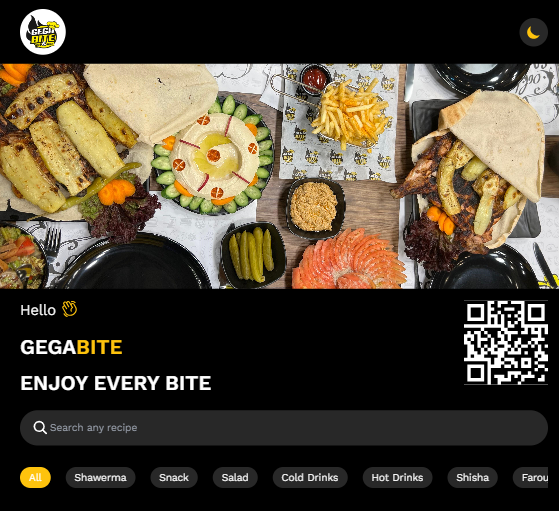 GEGA
BITE
Hello
GEGABITE
ENJOY EVERY BITE
Search any recipe
All
Shawerma
Snack
Salad
Cold Drinks
Hot Drinks
Shisha
Farou